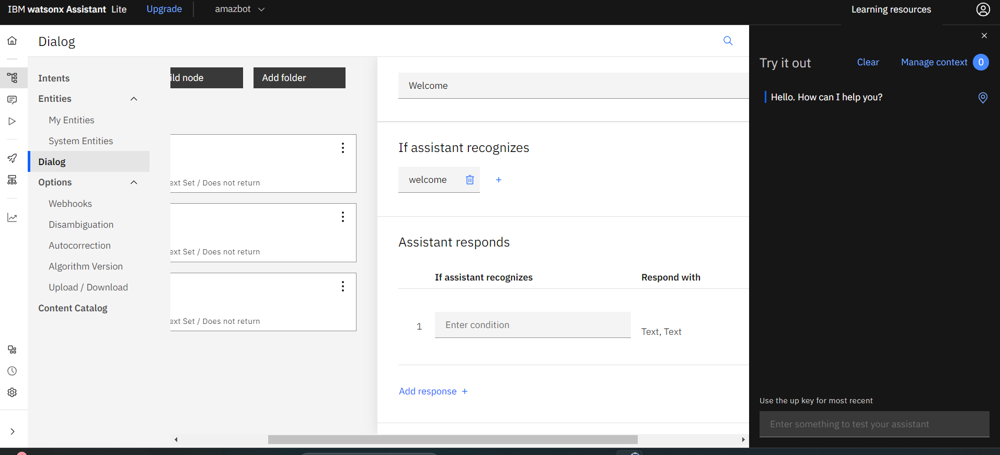 IBM watsonx Assistant Lite
Upgrade
amazbot
Learning resources
Dialog
Intents
Entities
My Entities
System Entities
Dialog
Options
Webhooks
Disambiguation
Autocorrection
Algorithm Version
Upload / Download
Content Catalog
ild node
Add folder
ext Set / Does not return
ext Set / Does not return
ext Set / Does not return
Welcome
If assistant recognizes
welcome
Assistant responds
If assistant recognizes
Respond with
1
Enter condition
Text, Text
Add response +
Try it out
Clear
Manage context 0
Hello. How can I help you?
Use the up key for most recent
Enter something to test your assistant